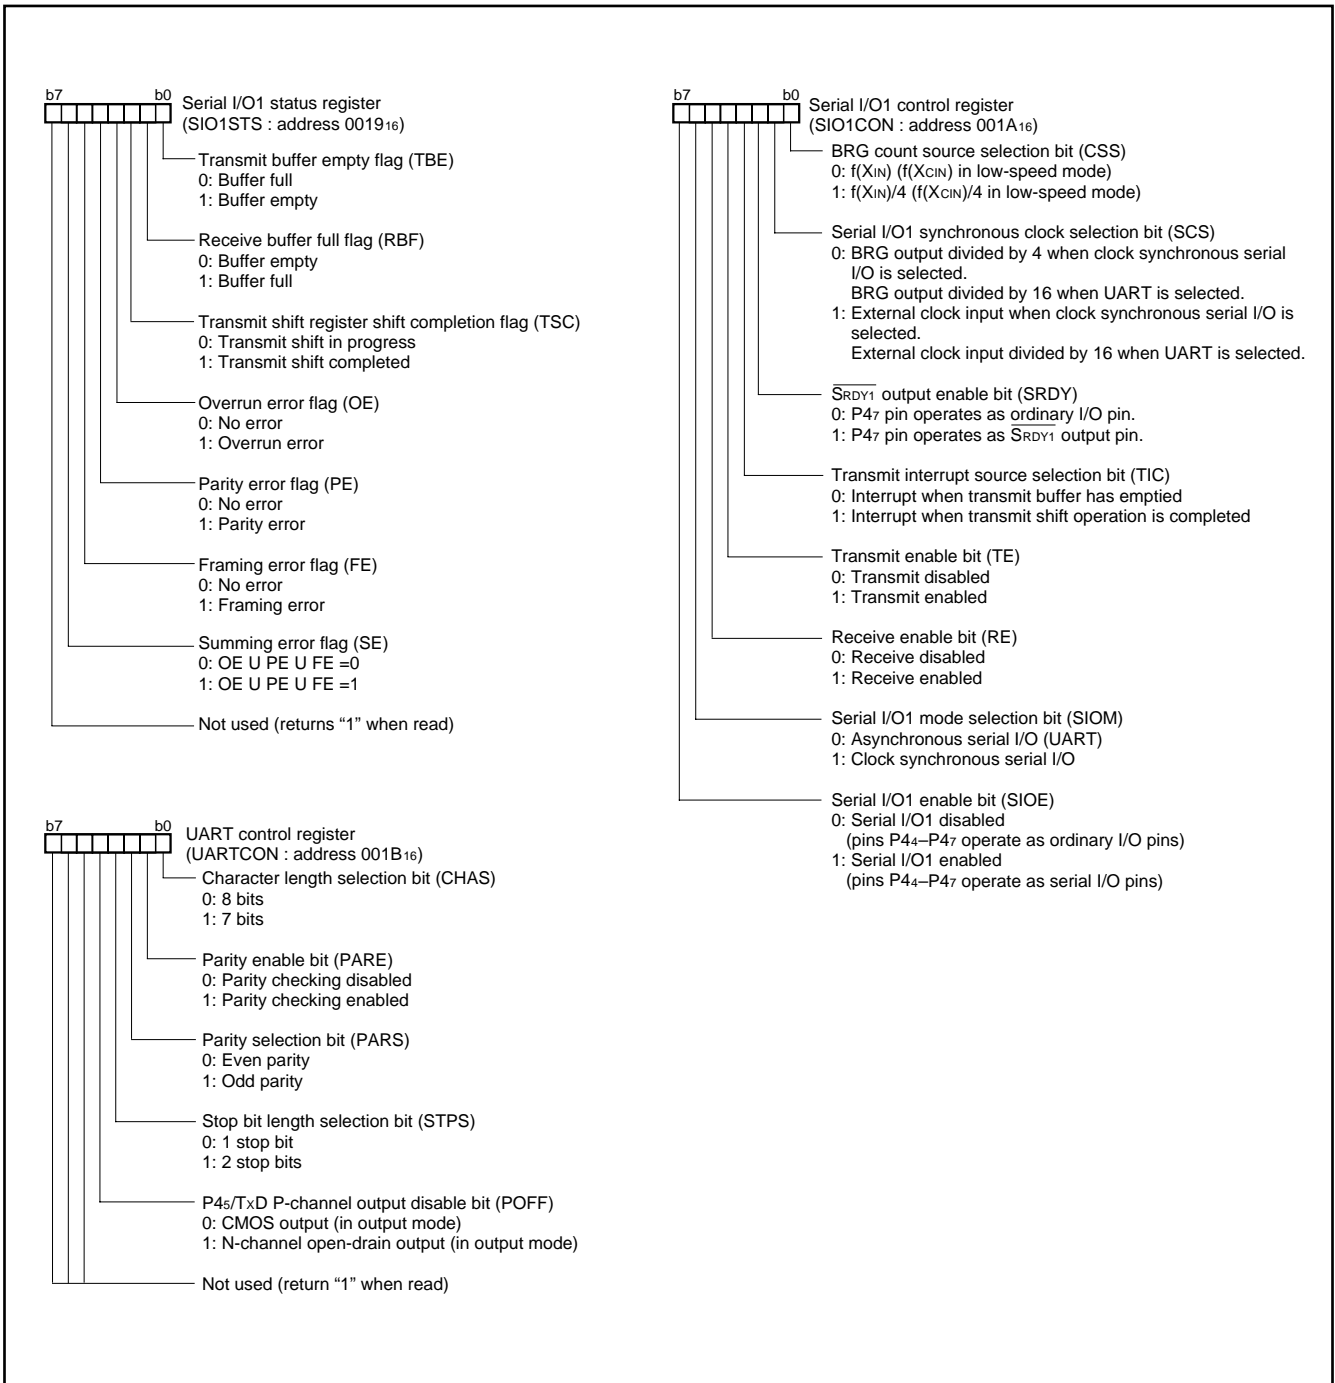 b7 b0
Serial I/O1 status register
(SIO1STS : address 001916)
Transmit buffer empty flag (TBE)
0: Buffer full
1: Buffer empty
Receive buffer full flag (RBF)
0: Buffer empty
1: Buffer full
Transmit shift register shift completion flag (TSC)
0: Transmit shift in progress
1: Transmit shift completed
Overrun error flag (OE)
0: No error
1: Overrun error
Parity error flag (PE)
0: No error
1: Parity error
Framing error flag (FE)
0: No error
1: Framing error
Summing error flag (SE)
0: OE U PE U FE =0
1: OE U PE U FE =1
Not used (returns “1” when read)
b7 b0
UART control register
(UARTCON : address 001B16)
Character length selection bit (CHAS)
0: 8 bits
1: 7 bits
Parity enable bit (PARE)
0: Parity checking disabled
1: Parity checking enabled
Parity selection bit (PARS)
0: Even parity
1: Odd parity
Stop bit length selection bit (STPS)
0: 1 stop bit
1: 2 stop bits
P45/TxD P-channel output disable bit (POFF)
0: CMOS output (in output mode)
1: N-channel open-drain output (in output mode)
Not used (return “1” when read)
b7 b0
Serial I/O1 control register
(SIO1CON : address 001A16)
BRG count source selection bit (CSS)
0: f(XIN) (f(XCIN) in low-speed mode)
1: f(XIN)/4 (f(XCIN)/4 in low-speed mode)
Serial I/O1 synchronous clock selection bit (SCS)
0: BRG output divided by 4 when clock synchronous serial
I/O is selected.
BRG output divided by 16 when UART is selected.
1: External clock input when clock synchronous serial I/O is
selected.
External clock input divided by 16 when UART is selected.
SRDY1 output enable bit (SRDY)
0: P47 pin operates as ordinary I/O pin.
1: P47 pin operates as SRDY1 output pin.
Transmit interrupt source selection bit (TIC)
0: Interrupt when transmit buffer has emptied
1: Interrupt when transmit shift operation is completed
Transmit enable bit (TE)
0: Transmit disabled
1: Transmit enabled
Receive enable bit (RE)
0: Receive disabled
1: Receive enabled
Serial I/O1 mode selection bit (SIOM)
0: Asynchronous serial I/O (UART)
1: Clock synchronous serial I/O
Serial I/O1 enable bit (SIOE)
0: Serial I/O1 disabled
(pins P44–P47 operate as ordinary I/O pins)
1: Serial I/O1 enabled
(pins P44–P47 operate as serial I/O pins)